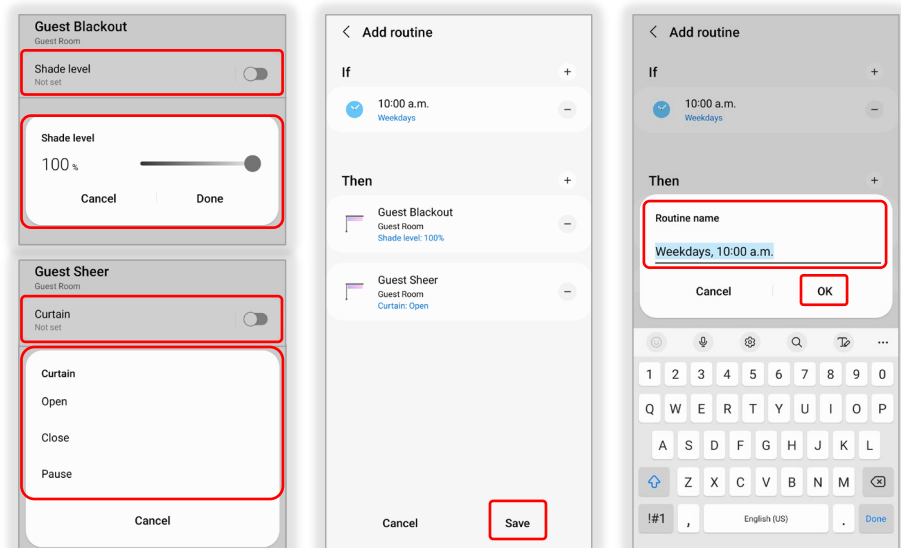 Guest Blackout
Guest Room
Shade level
Not set
Shade level
100 %
Cancel Done
Guest Sheer
Guest Room
Curtain
Not set
Curtain
Open
Close
Pause
Cancel
Add routine
If +
10:00 a.m.
Weekdays
Then +
Guest Blackout
Guest Room
Shade level: 100%
Guest Sheer
Guest Room
Curtain: Open
Cancel Save
Add routine
If +
10:00 a.m.
Weekdays
Then +
Routine name
Weekdays, 10:00 a.m.
Cancel OK
1 2 3 4 5 6 7 8 9 0
Q W E R T Y U I O P
A S D F G H J K L
Z X C V B N M
!#1 , English (US) . Done